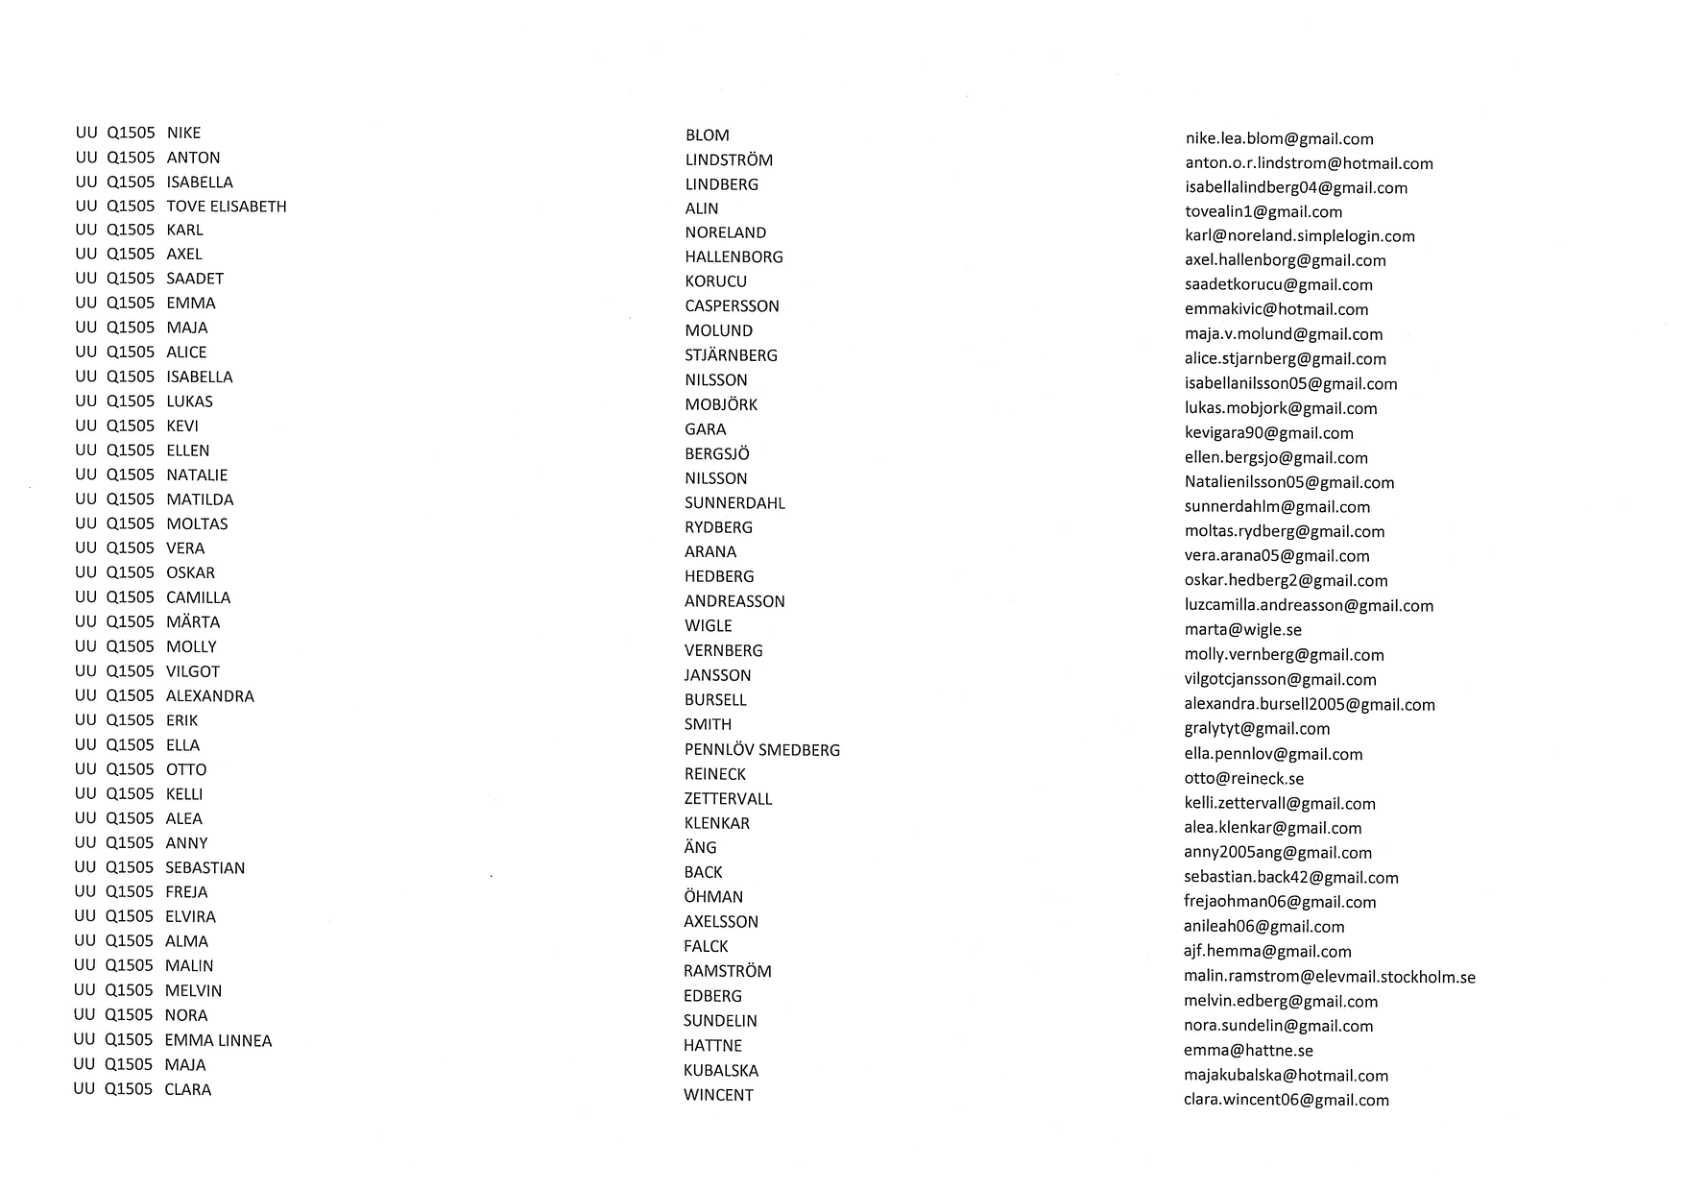 UU Q1505 NIKE BLOM nike.lea.blom@gmail.com
UU Q1505 ANTON LINDSTRÖM anton.o.r.lindstrom@hotmail.com
UU Q1505 ISABELLA LINDBERG isabellalindberg04@gmail.com
UU Q1505 TOVE ELISABETH ALIN tovealin1@gmail.com
UU Q1505 KARL NORELAND karl@noreland.simplelogin.com
UU Q1505 AXEL HALLENBORG axel.hallenborg@gmail.com
UU Q1505 SAADET KORUCU saadetkorucu@gmail.com
UU Q1505 EMMA CASPERSSON emmakivic@hotmail.com
UU Q1505 MAJA MOLUND maja.v.molund@gmail.com
UU Q1505 ALICE STJÄRNBERG alice.stjarnberg@gmail.com
UU Q1505 ISABELLA NILSSON isabellanilsson05@gmail.com
UU Q1505 LUKAS MOBJÖRK lukas.mobjork@gmail.com
UU Q1505 KEVI GARA kevigara90@gmail.com
UU Q1505 ELLEN BERGSJÖ ellen.bergsjo@gmail.com
UU Q1505 NATALIE NILSSON Natalienilsson05@gmail.com
UU Q1505 MATILDA SUNNERDAHL sunnerdahlm@gmail.com
UU Q1505 MOLTAS RYDBERG moltas.rydberg@gmail.com
UU Q1505 VERA ARANA vera.arana05@gmail.com
UU Q1505 OSKAR HEDBERG oskar.hedberg2@gmail.com
UU Q1505 CAMILLA ANDREASSON luzcamilla.andreasson@gmail.com
UU Q1505 MÄRTA WIGLE marta@wigle.se
UU Q1505 MOLLY VERNBERG molly.vernberg@gmail.com
UU Q1505 VILGOT JANSSON vilgotcjansson@gmail.com
UU Q1505 ALEXANDRA BURSELL alexandra.bursell2005@gmail.com
UU Q1505 ERIK SMITH gralytyt@gmail.com
UU Q1505 ELLA PENNLÖV SMEDBERG ella.pennlov@gmail.com
UU Q1505 OTTO REINECK otto@reineck.se
UU Q1505 KELLI ZETTERVALL kelli.zettervall@gmail.com
UU Q1505 ALEA KLENKAR alea.klenkar@gmail.com
UU Q1505 ANNY ÄNG anny2005ang@gmail.com
UU Q1505 SEBASTIAN BACK sebastian.back42@gmail.com
UU Q1505 FREJA ÖHMAN frejaohman06@gmail.com
UU Q1505 ELVIRA AXELSSON anileah06@gmail.com
UU Q1505 ALMA FALCK ajf.hemma@gmail.com
UU Q1505 MALIN RAMSTRÖM malin.ramstrom@elevmail.stockholm.se
UU Q1505 MELVIN EDBERG melvin.edberg@gmail.com
UU Q1505 NORA SUNDELIN nora.sundelin@gmail.com
UU Q1505 EMMA LINNEA HATTNE emma@hattne.se
UU Q1505 MAJA KUBALSKA majakubalska@hotmail.com
UU Q1505 CLARA WINCENT clara.wincent06@gmail.com